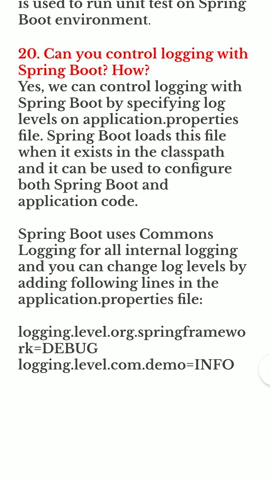 is used to run unit test on Spring
Boot environment.
20. Can you control logging with
Spring Boot? How?
Yes, we can control logging with
Spring Boot by specifying log
levels on application.properties
file. Spring Boot loads this file
when it exists in the classpath
and it can be used to configure
both Spring Boot and
application code.
Spring Boot uses Commons
Logging for all internal logging
and you can change log levels by
adding following lines in the
application.properties file:
logging.level.org.springframewo
rk=DEBUG
logging.level.com.demo=INFO